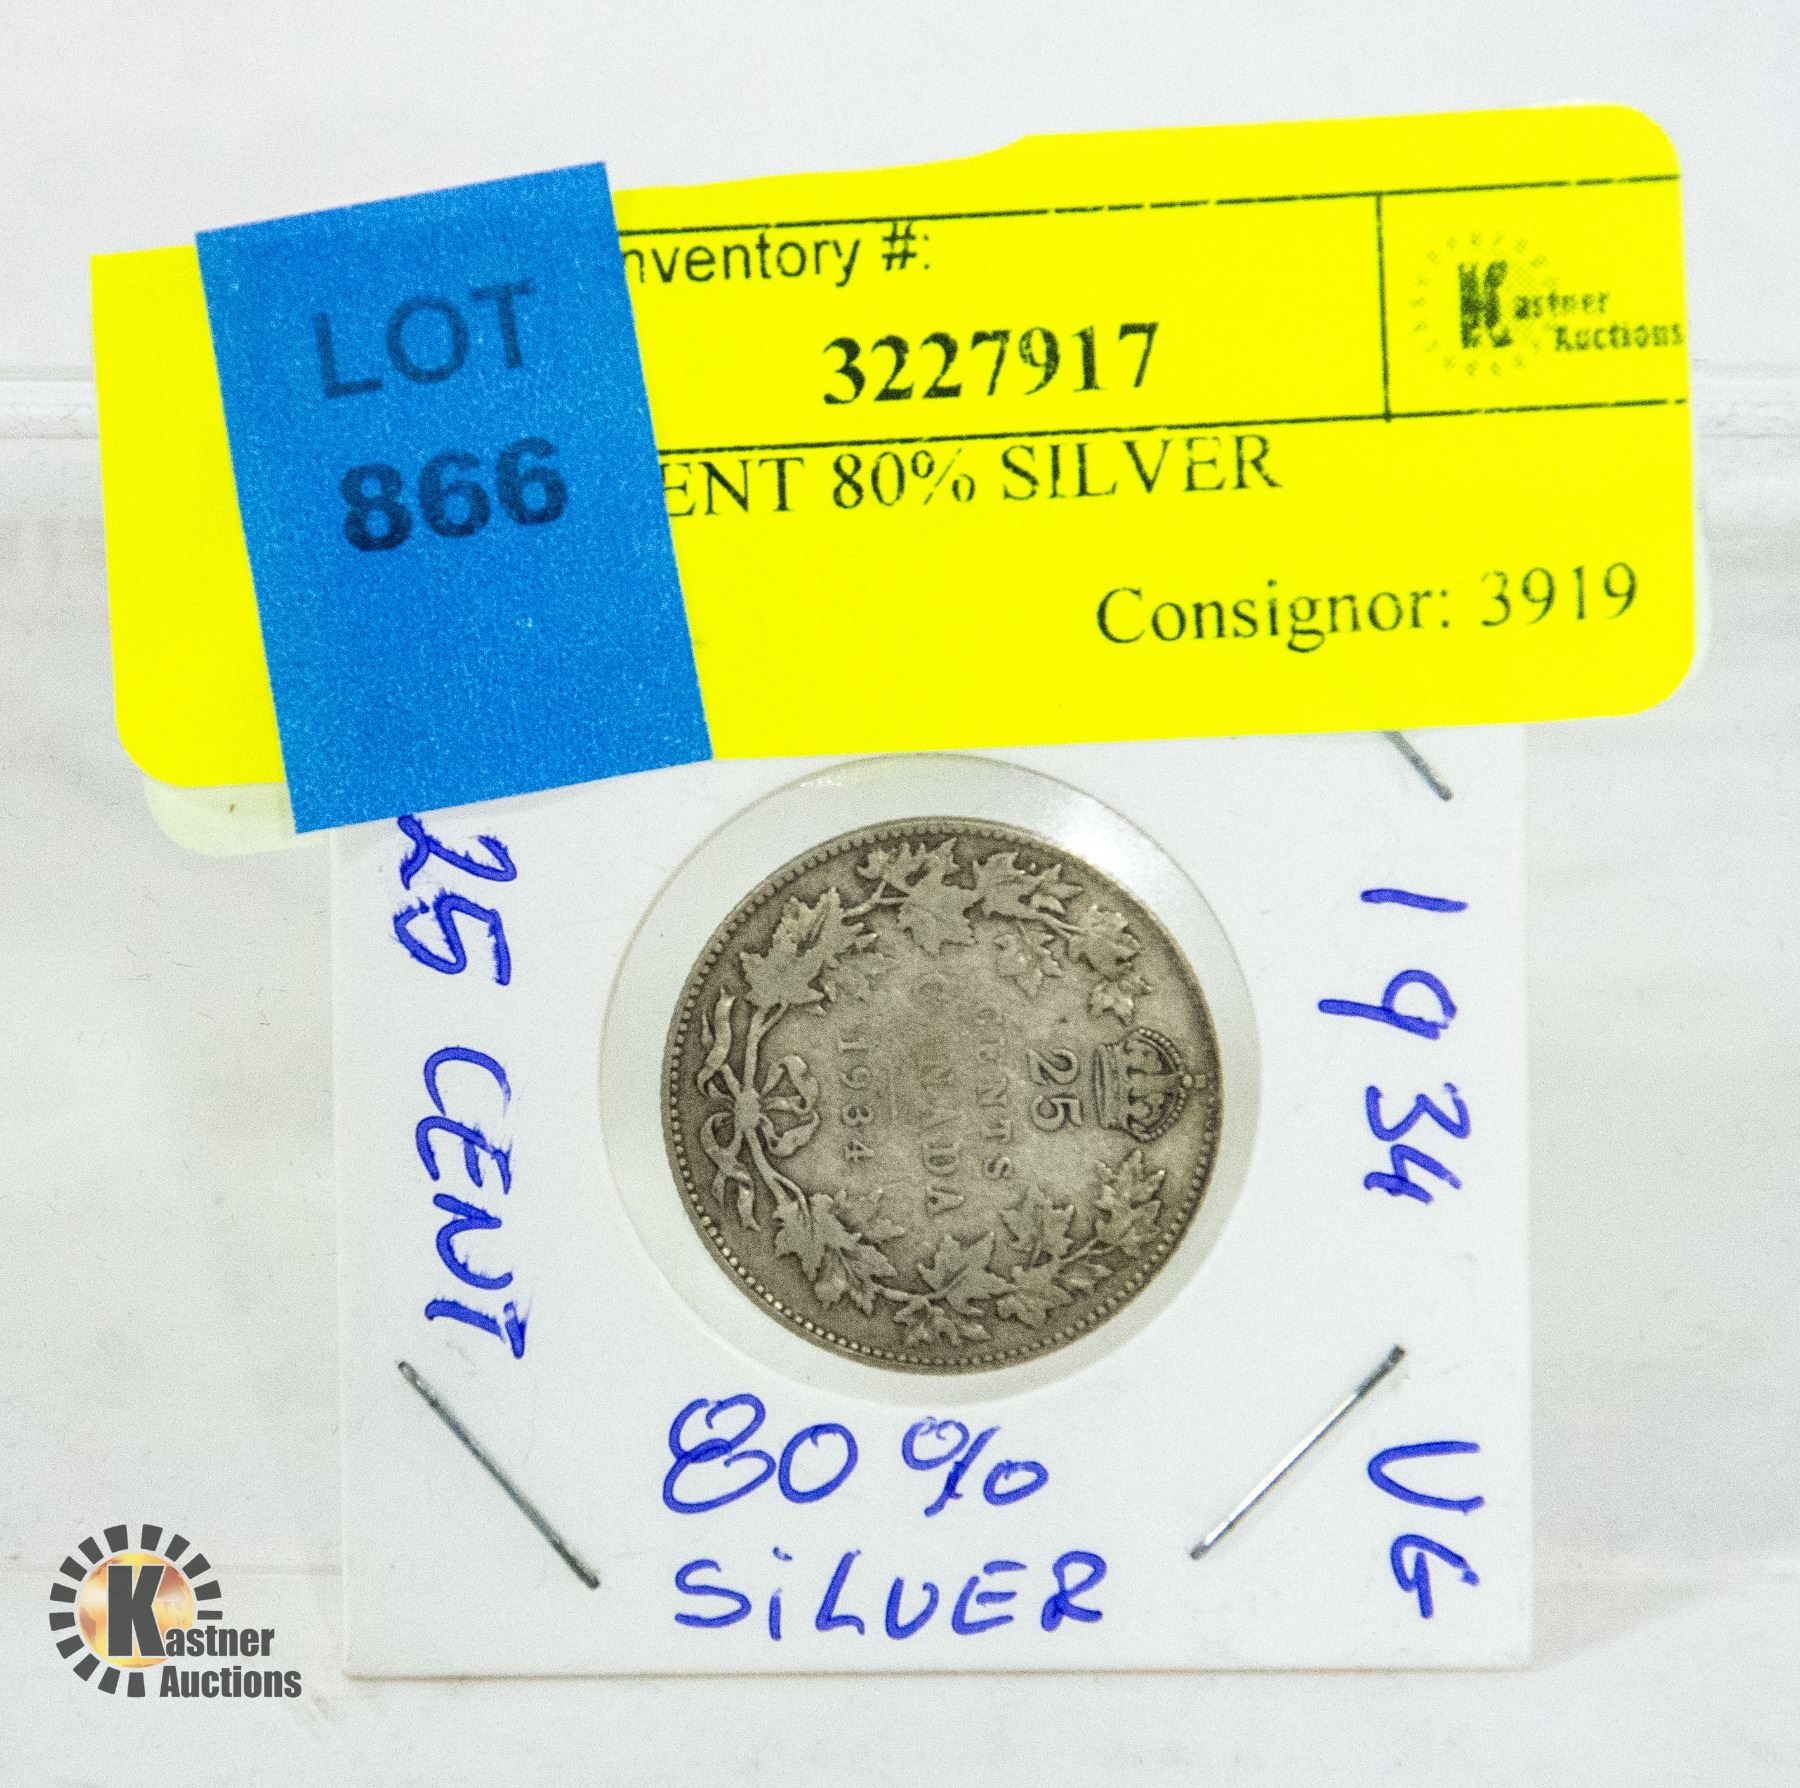 LOT
866
nventory #:
3227917
Kastner
Auctions
ENT 80% SILVER
Consignor: 3919
25 CENT
1934
VG
25
CENTS
CANADA
1934
80%
SiLVER
Kastner
Auctions